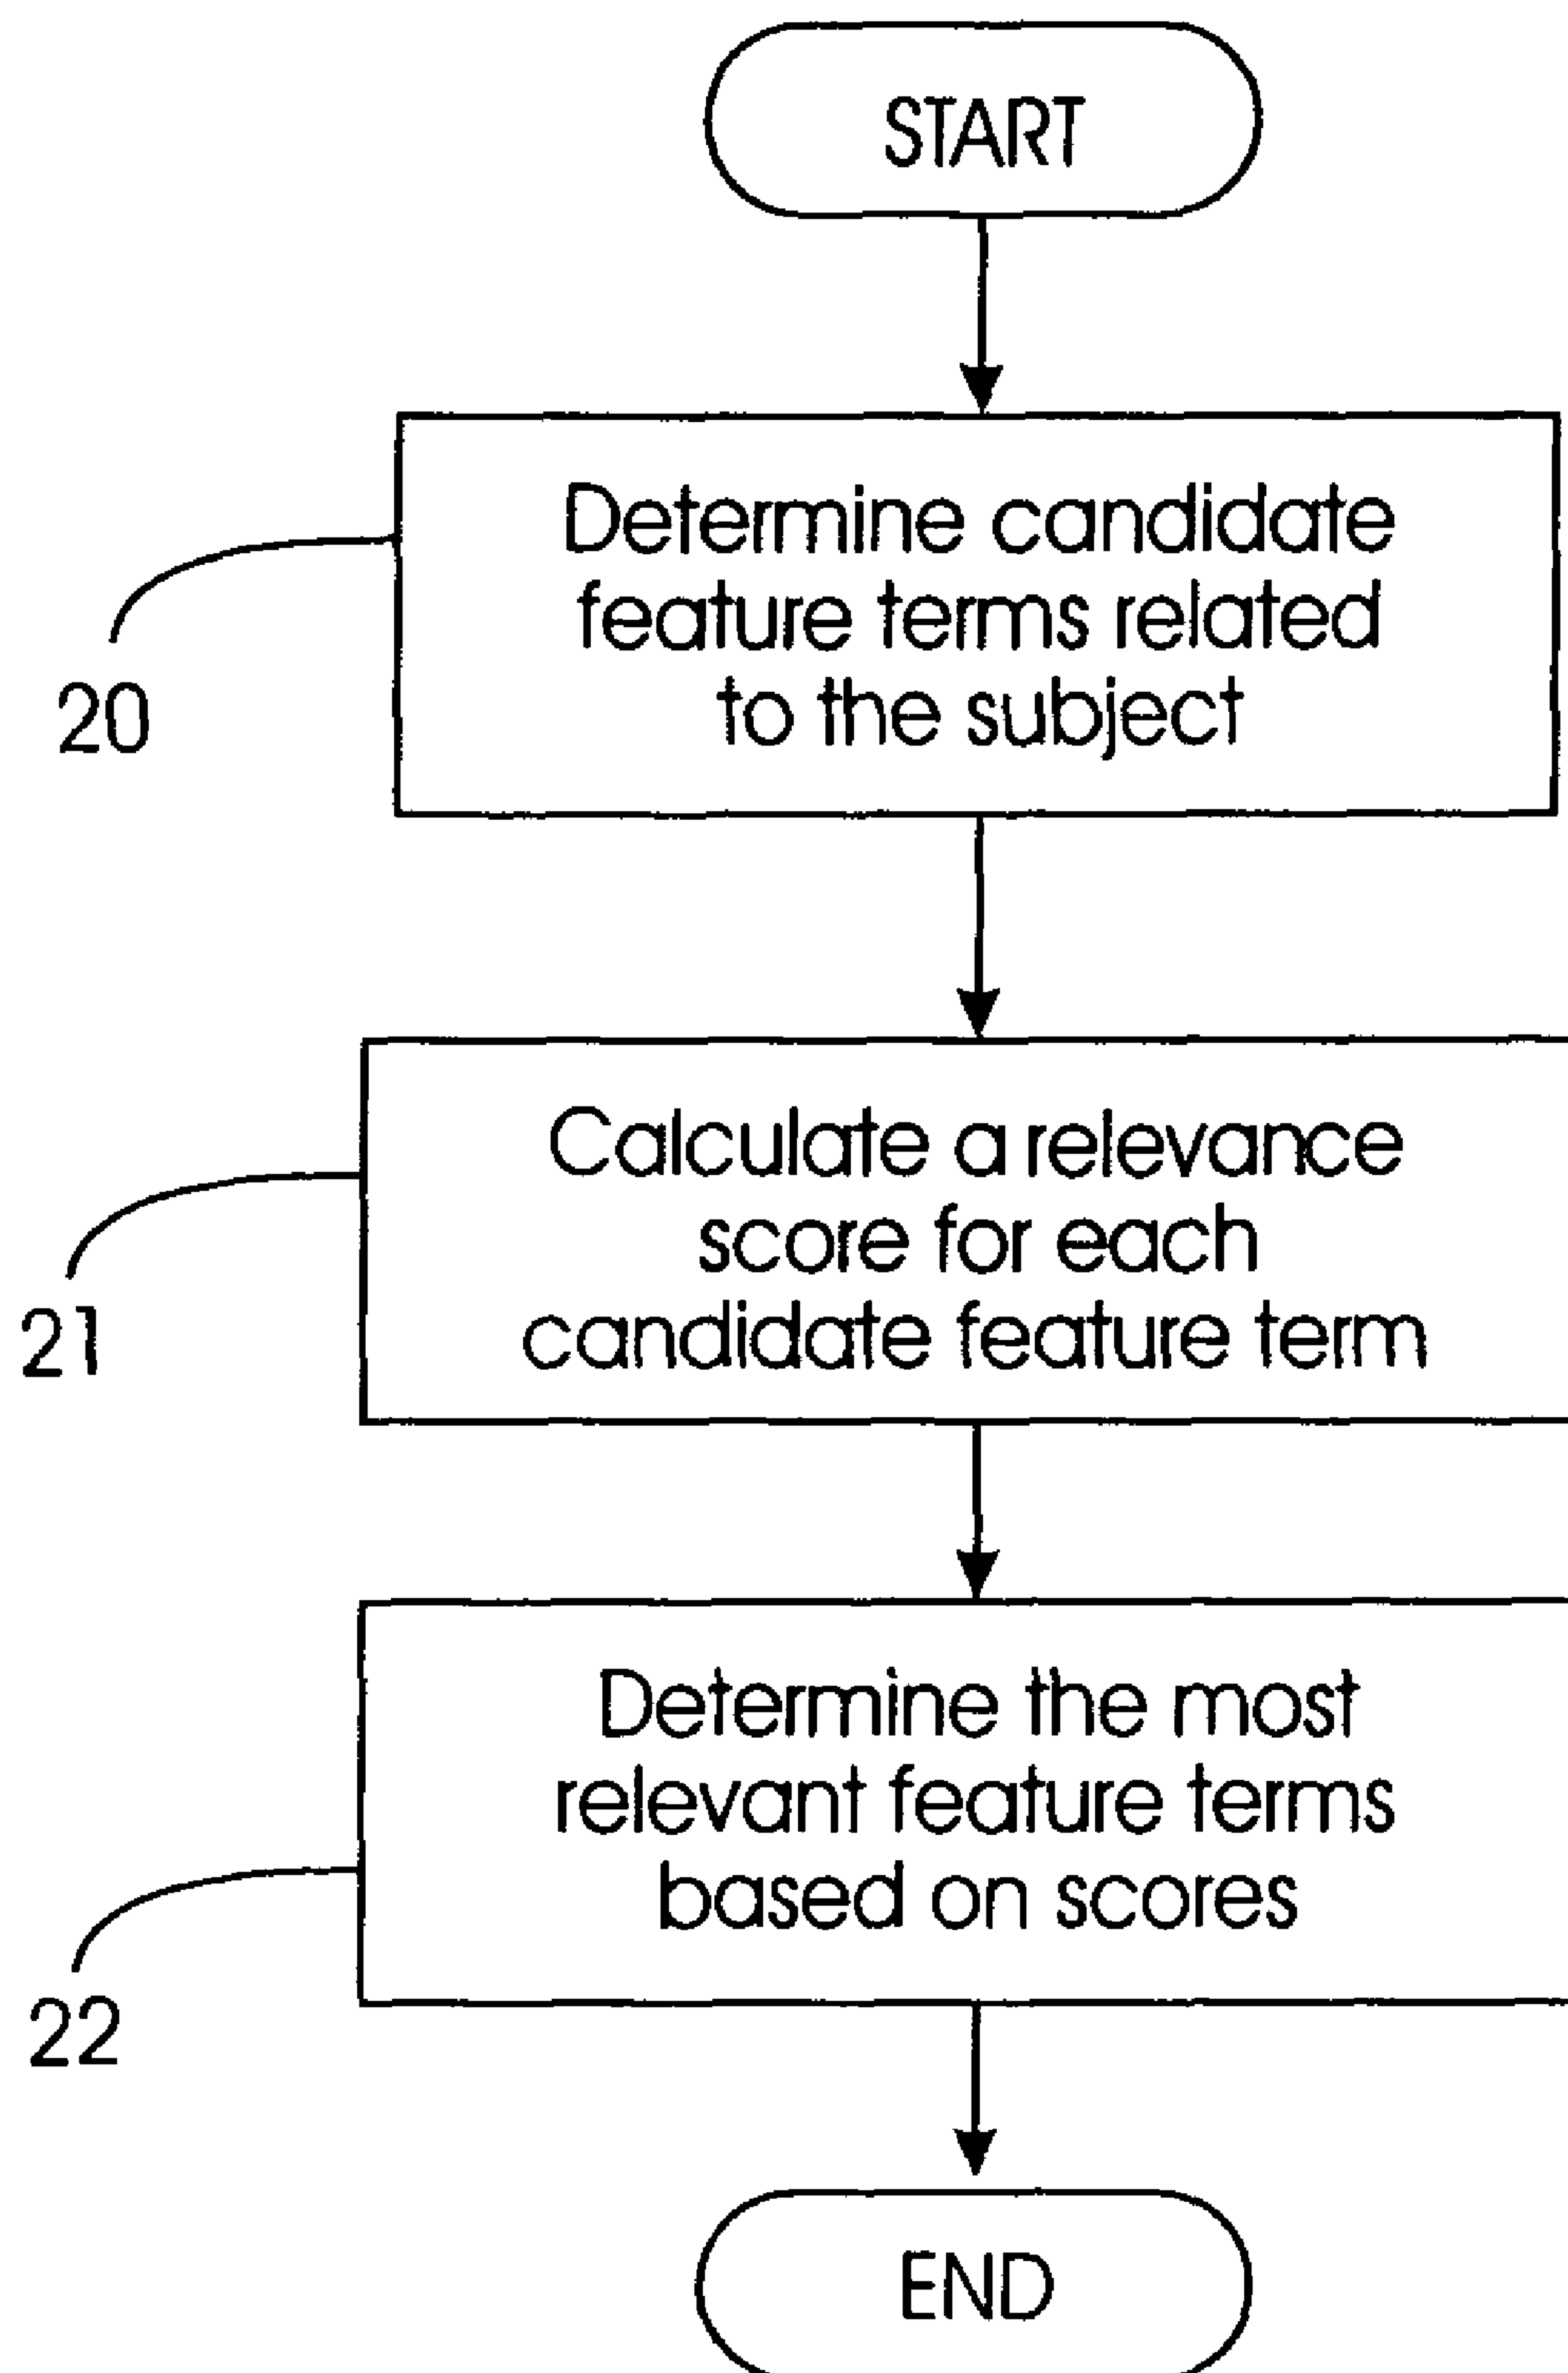 START
Determine candidate
feature terms related
to the subject
20
Calculate a relevance
score for each
candidate feature term
21
Determine the most
relevant feature terms
based on scores
22
END